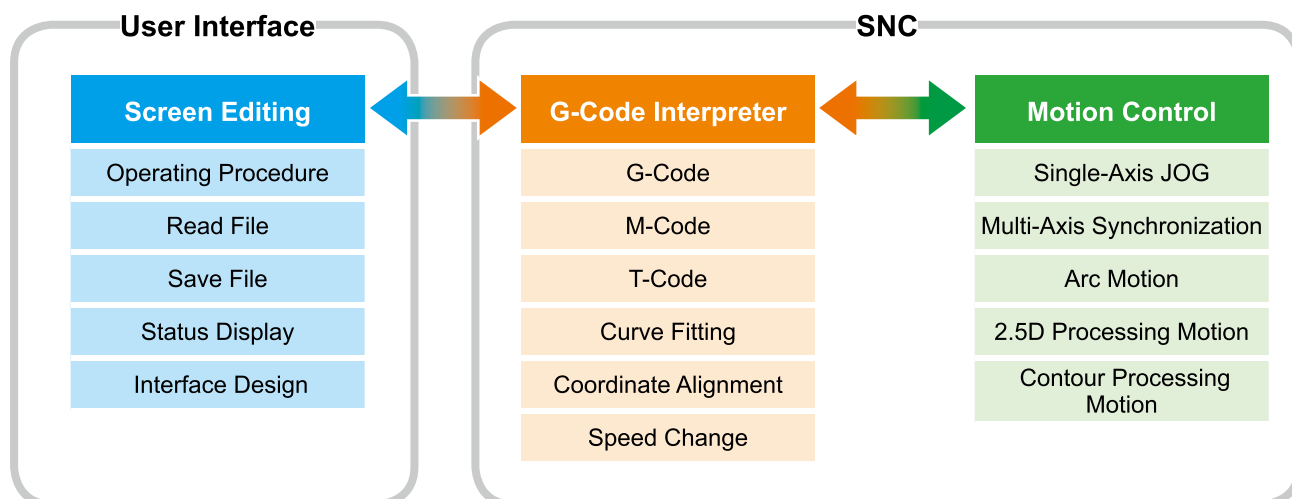 User Interface
Screen Editing
Operating Procedure
Read File
Save File
Status Display
Interface Design
SNC
G-Code Interpreter
G-Code
M-Code
T-Code
Curve Fitting
Coordinate Alignment
Speed Change
Motion Control
Single-Axis JOG
Multi-Axis Synchronization
Arc Motion
2.5D Processing Motion
Contour Processing
Motion